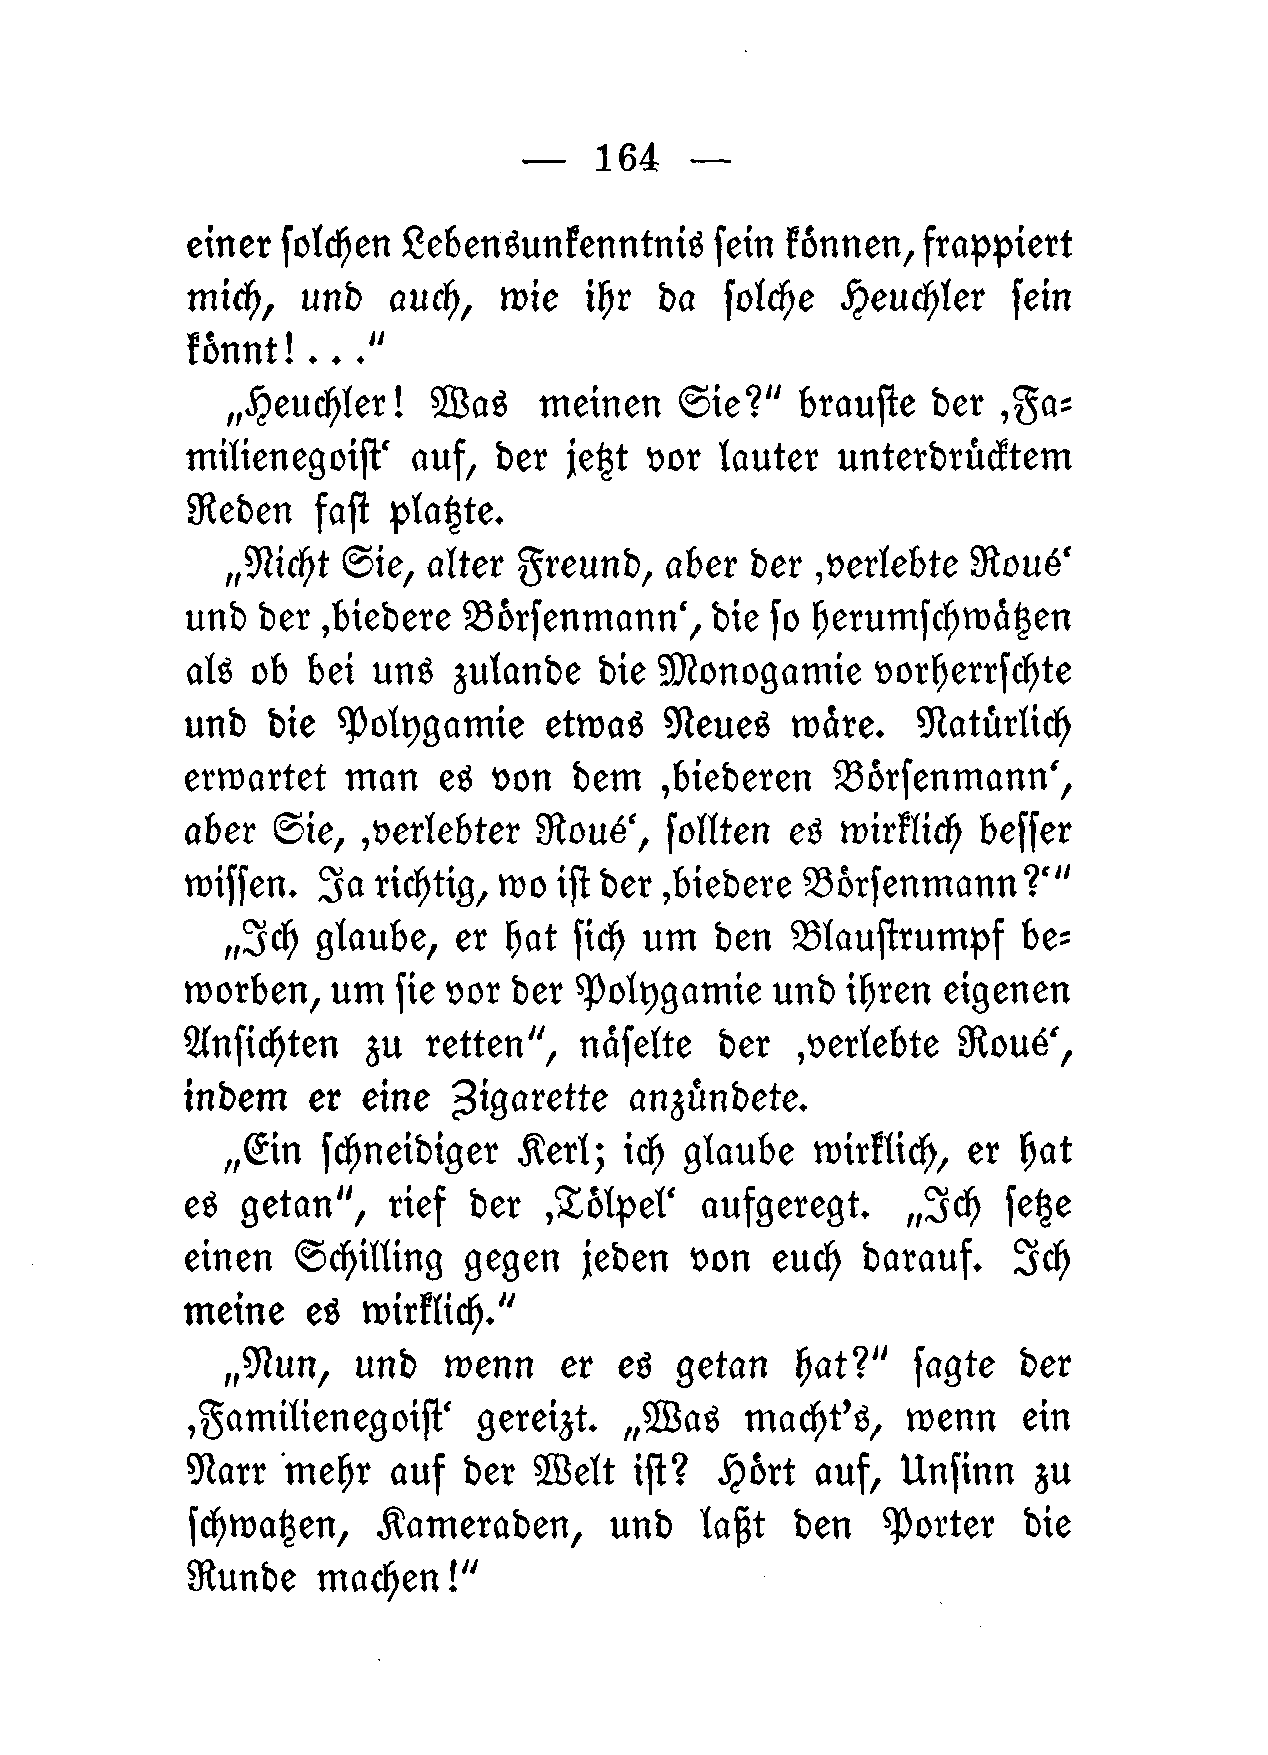 — 164 —
einer ſolchen Lebensunkenntnis ſein können, frappiert
mich, und auch, wie ihr da ſolche Heuchler ſein
könnt! . . ."
„Heuchler! Was meinen Sie?" brauſte der ‚Fa⸗
milienegoiſt‘ auf, der jetzt vor lauter unterdrücktem
Reden faſt platzte.
„Nicht Sie, alter Freund, aber der ‚verlebte Roué‘
und der ‚biedere Börſenmann‘, die ſo herumſchwätzen
als ob bei uns zulande die Monogamie vorherrſchte
und die Polygamie etwas Neues wäre. Natürlich
erwartet man es von dem ‚biederen Börſenmann‘,
aber Sie, ‚verlebter Roué‘, ſollten es wirklich beſſer
wiſſen. Ja richtig, wo iſt der ‚biedere Börſenmann?‘"
„Ich glaube, er hat ſich um den Blauſtrumpf be⸗
worben, um ſie vor der Polygamie und ihren eigenen
Anſichten zu retten", näſelte der ‚verlebte Roué‘,
indem er eine Zigarette anzündete.
„Ein ſchneidiger Kerl; ich glaube wirklich, er hat
es getan", rief der ‚Tölpel‘ aufgeregt. „Ich ſetze
einen Schilling gegen jeden von euch darauf. Ich
meine es wirklich."
„Nun, und wenn er es getan hat?" ſagte der
‚Familienegoiſt‘ gereizt. „Was macht’s, wenn ein
Narr mehr auf der Welt iſt? Hört auf, Unſinn zu
ſchwatzen, Kameraden, und laßt den Porter die
Runde machen!"